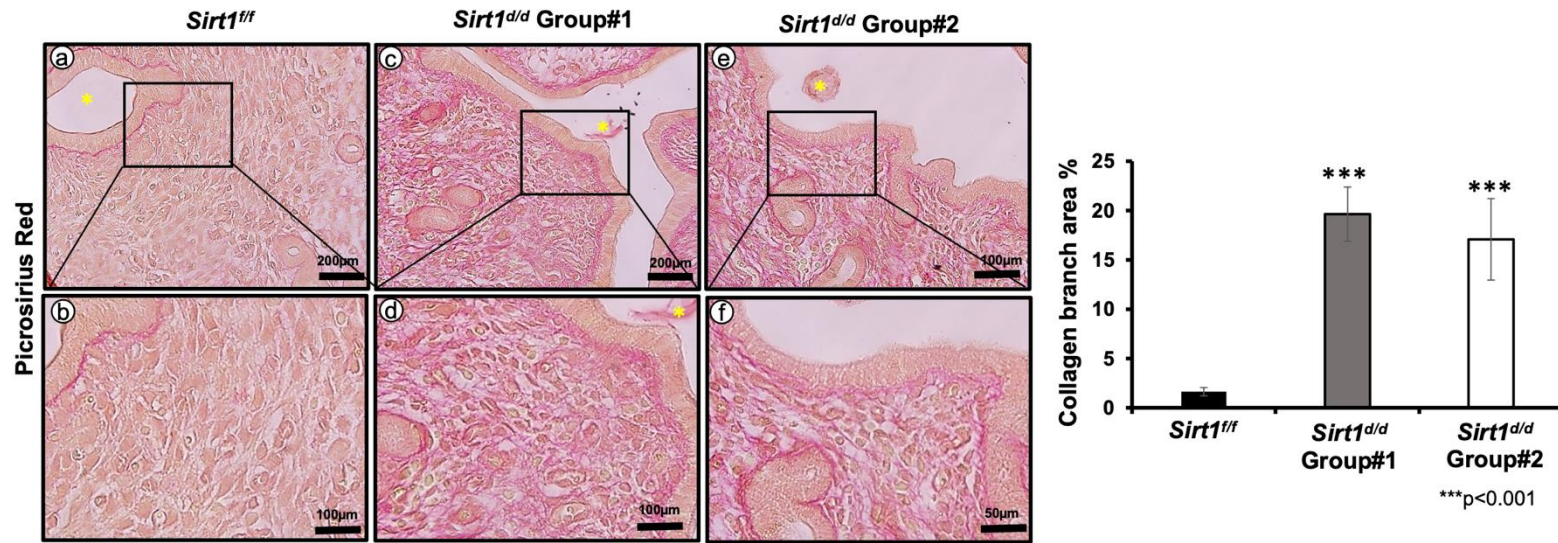 Sirt1f/f
Sirt1d/d Group#1
Sirt1d/d Group#2
Picrosirius Red
a
*
200µm
c
*
200µm
e
*
100µm
b
100µm
d
*
100µm
f
50µm
Collagen branch area %
25
20
15
10
5
0
***
***
Sirt1f/f
Sirt1d/d
Group#1
Sirt1d/d
Group#2
***p<0.001